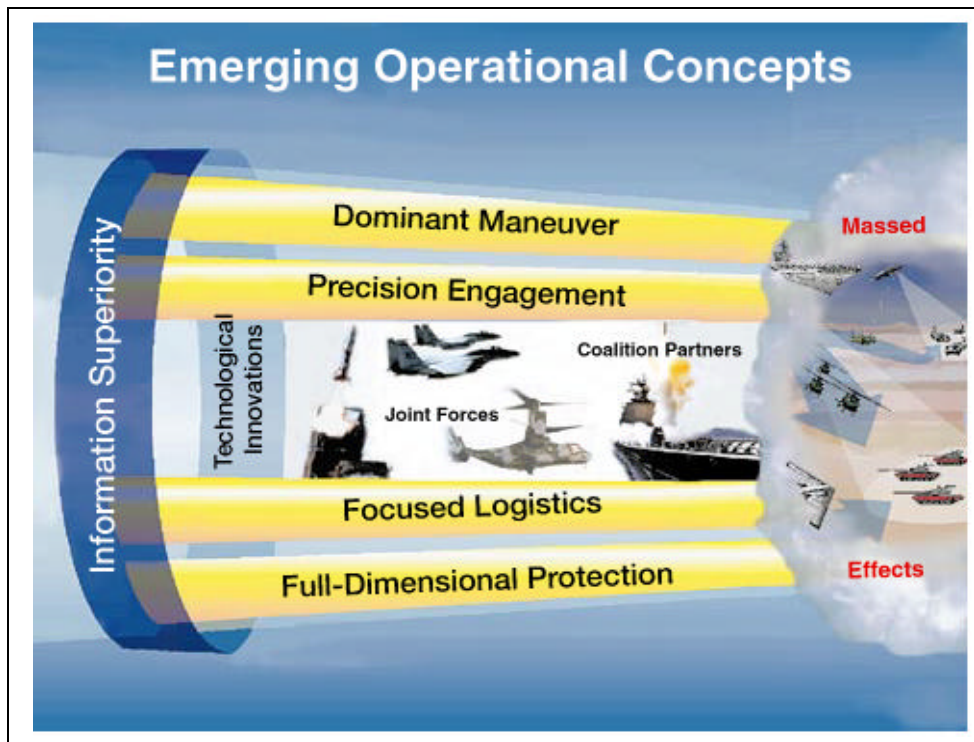 Emerging Operational Concepts
Information Superiority
Technological
Innovations
Dominant Maneuver
Precision Engagement
Coalition Partners
Joint Forces
Focused Logistics
Full-Dimensional Protection
Massed
Effects